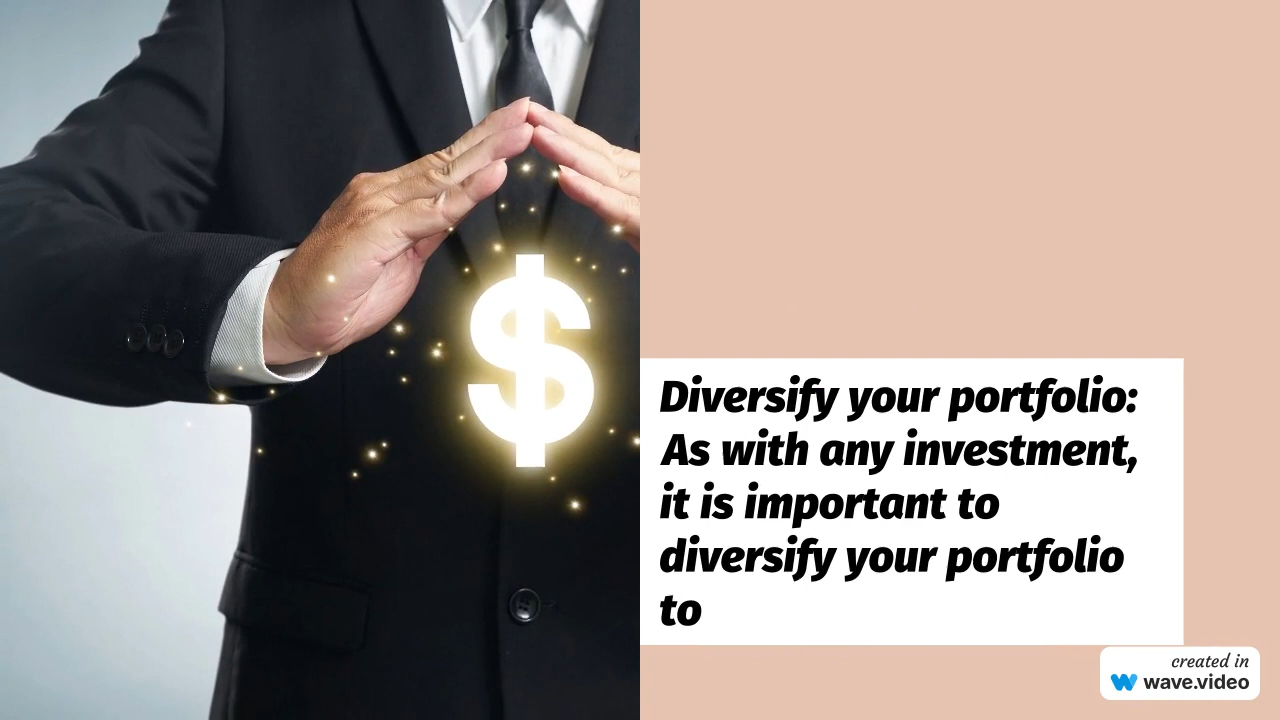 $
Diversify your portfolio:
As with any investment,
it is important to
diversify your portfolio
to
created in
wave.video